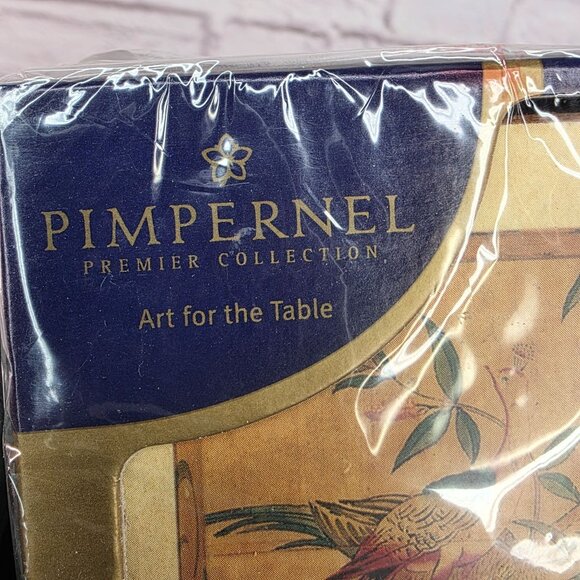 PIMPERNEL
PREMIER COLLECTION
Art for the Table